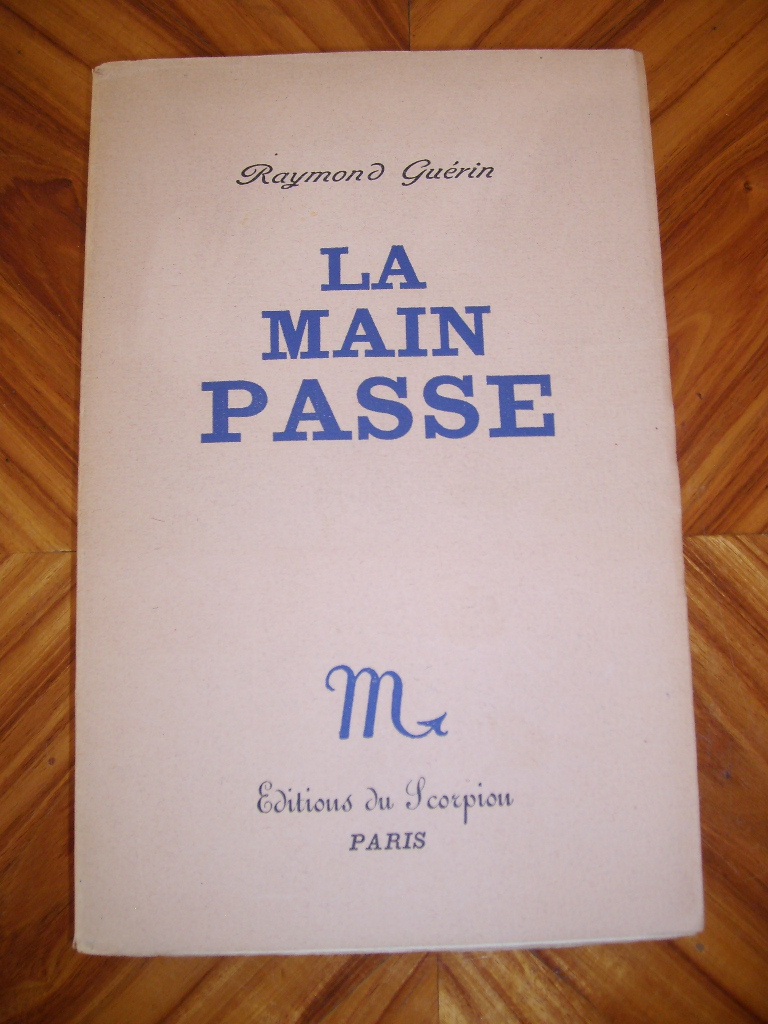 Raymond Guérin
LA
MAIN
PASSE
Editions du Scorpion
PARIS